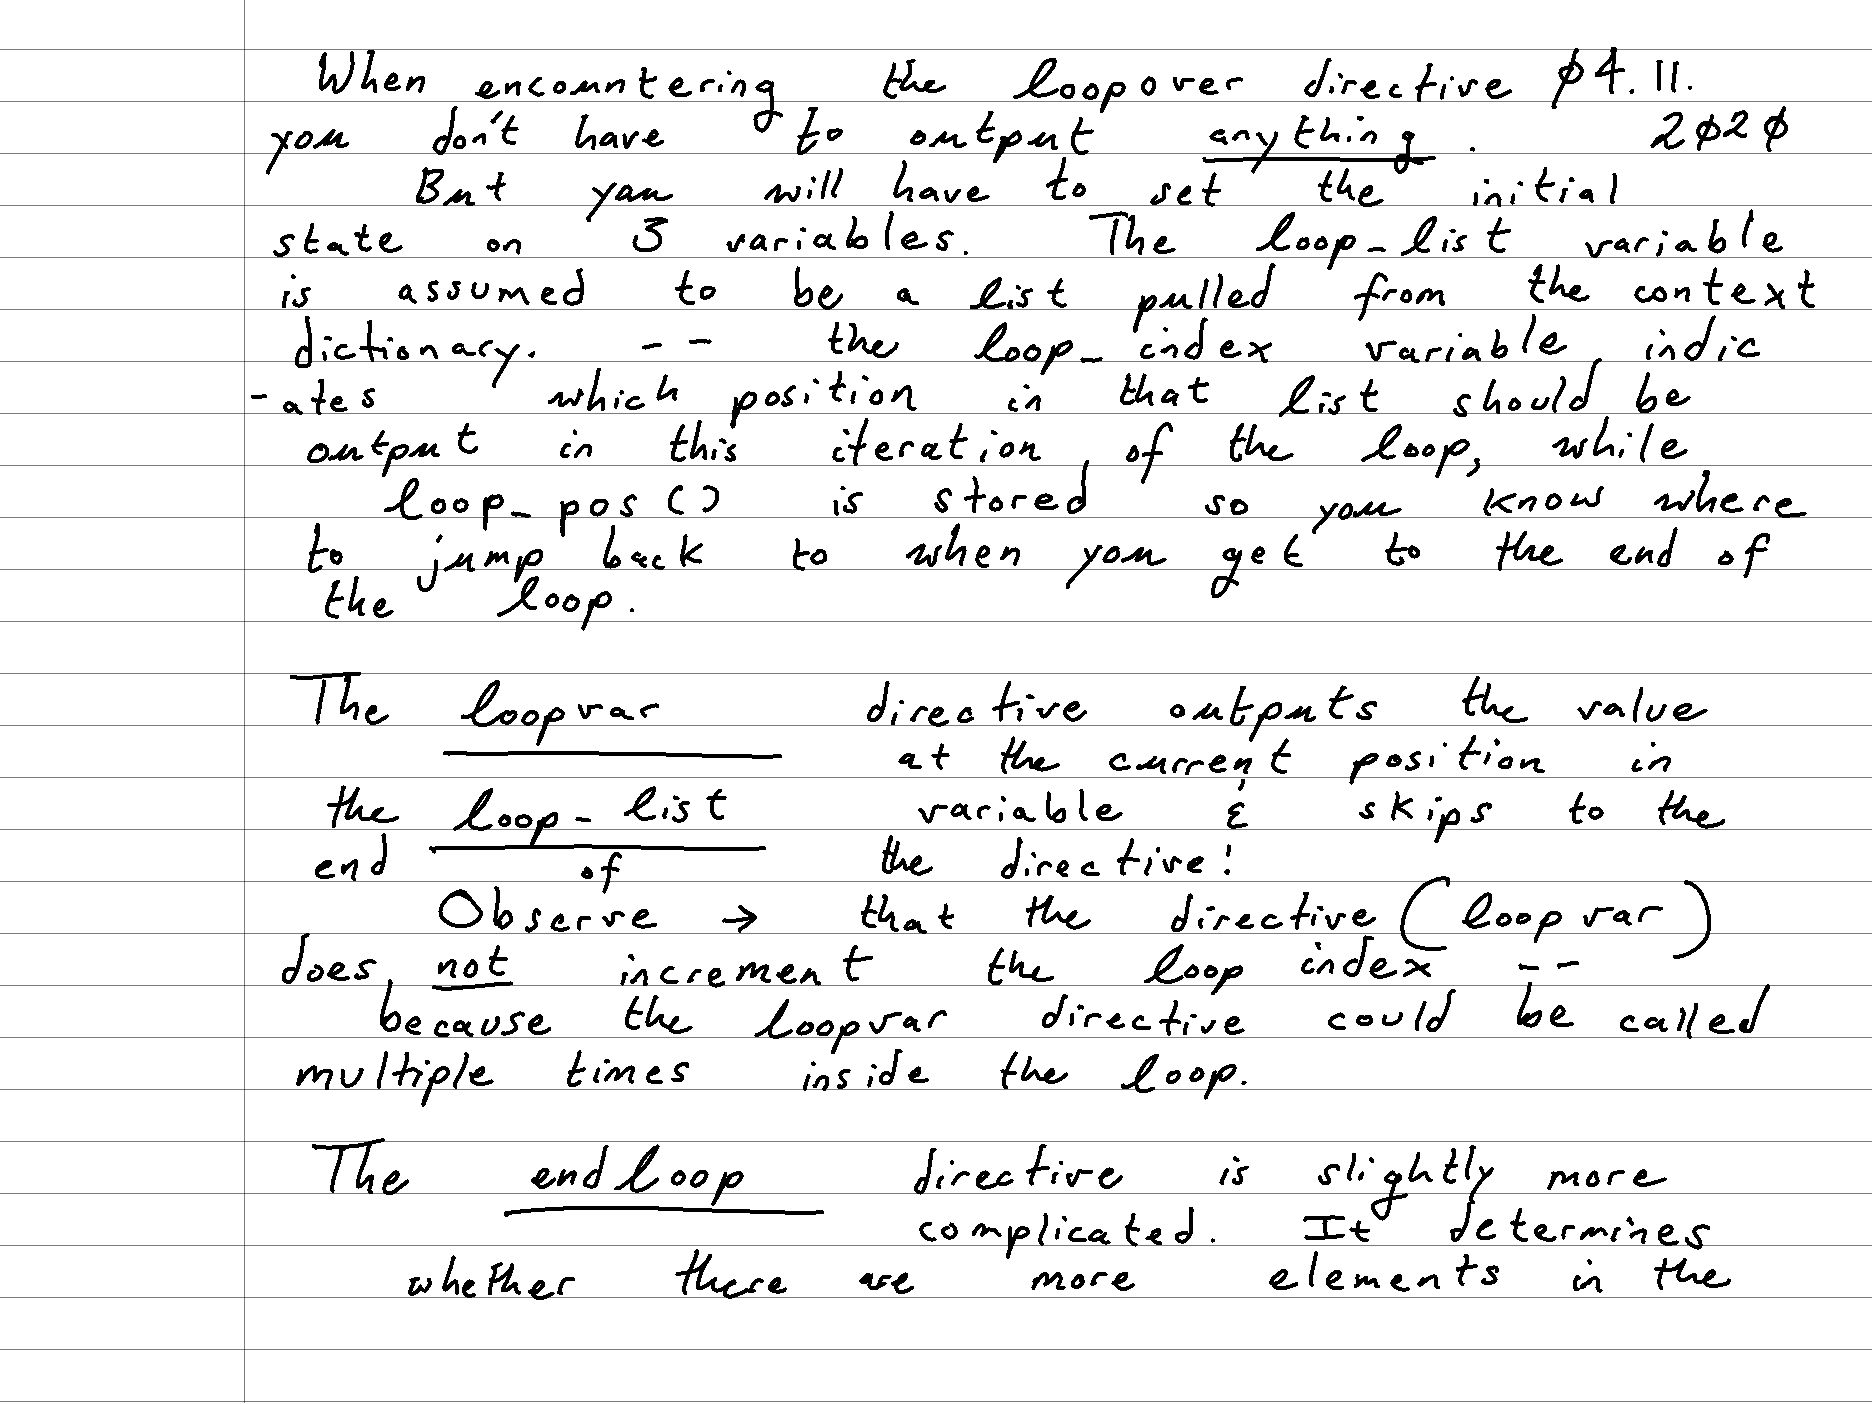 When encountering the loopover directive 04.11.
you don't have to output anything. 2020
But you will have to set the initial
state on 3 variables. The loop_list variable
is assumed to be a list pulled from the context
dictionary. -- the loop_index variable indic
-ates which position in that list should be
output in this iteration of the loop, while
loop_pos() is stored so you know where
to jump back to when you get to the end of
the loop.
The loopvar directive outputs the value
at the current position in
the loop_list variable & skips to the
end of the directive!
Observe → that the directive (loopvar)
does not increment the loop index --
because the loopvar directive could be called
multiple times inside the loop.
The endloop directive is slightly more
complicated. It determines
whether there are more elements in the